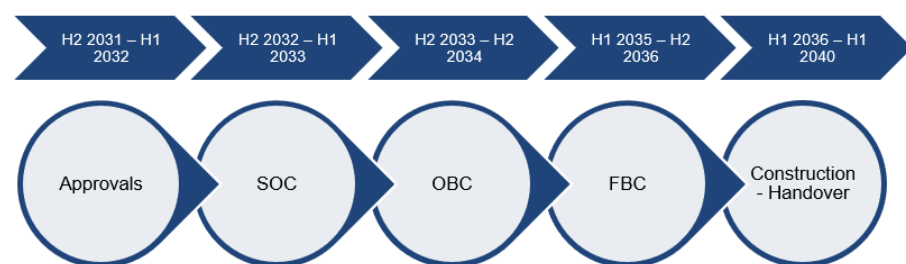 H2 2031 – H1
2032
H2 2032 – H1
2033
H2 2033 – H2
2034
H1 2035 – H2
2036
H1 2036 – H1
2040
Approvals
SOC
OBC
FBC
Construction
- Handover